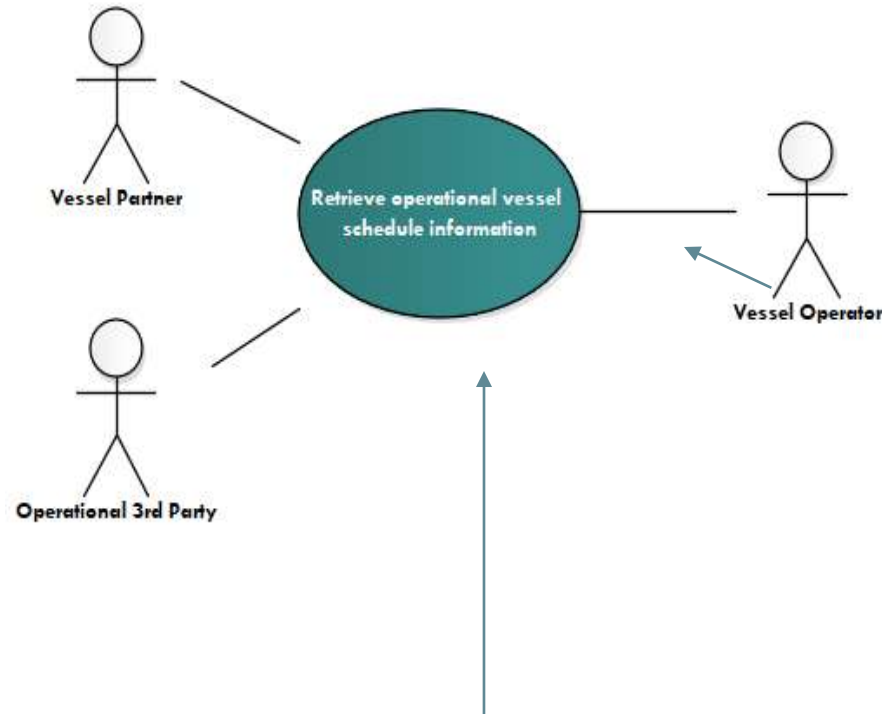 Vessel Partner
Retrieve operational vessel
schedule information
Vessel Operator
Operational 3rd Party